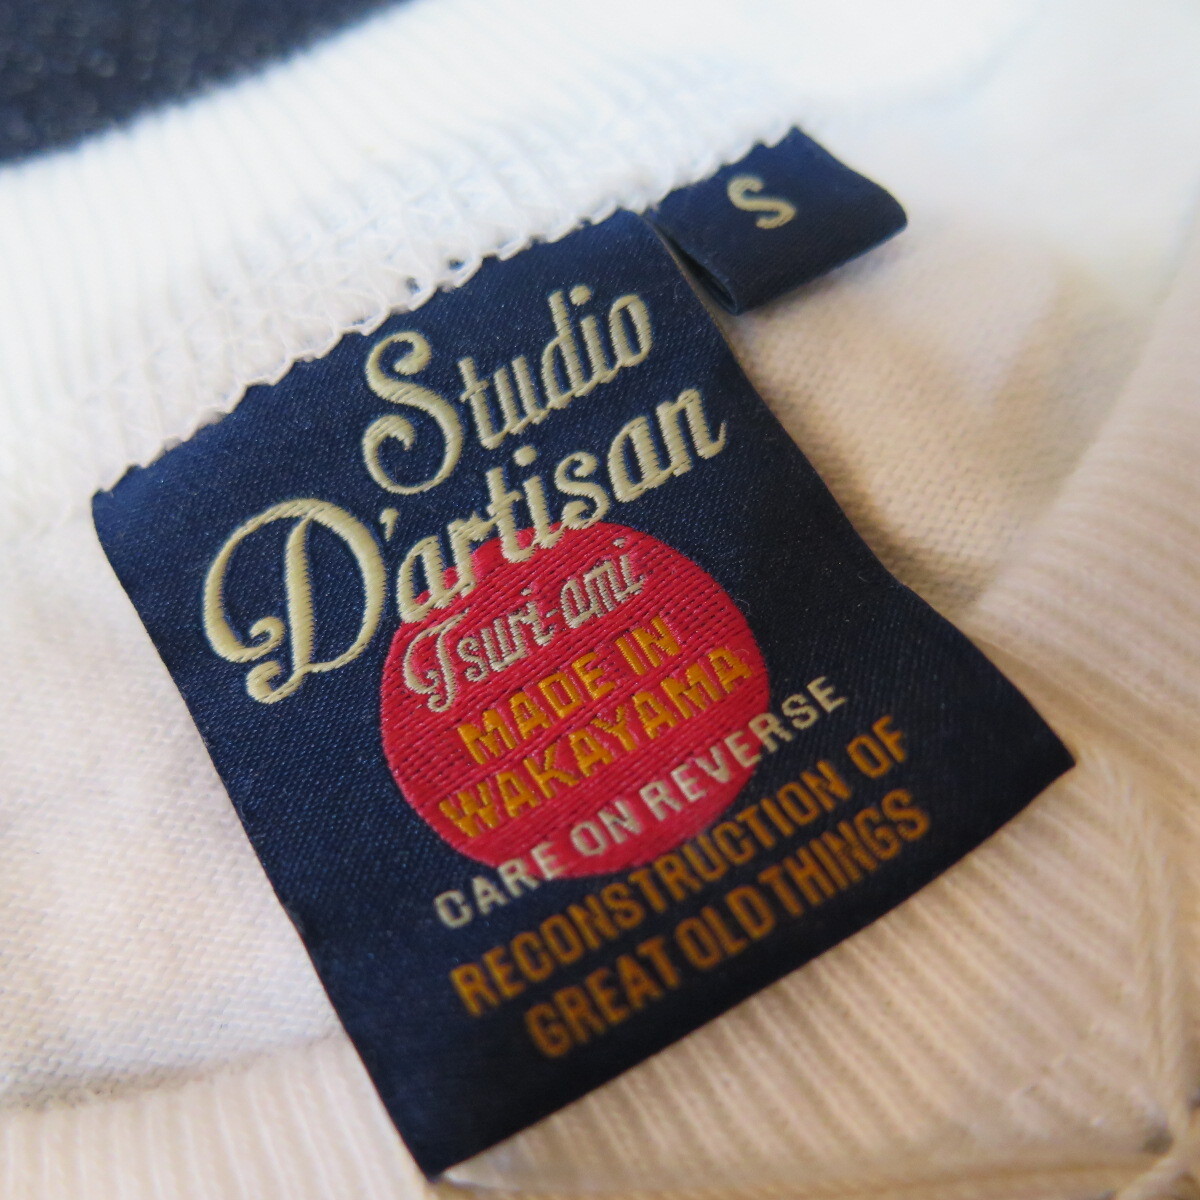 S
Studio
D'artisan
Tsuri-ami
MADE IN
WAKAYAMA
CARE ON REVERSE
RECONSTRUCTION OF
GREAT OLD THINGS